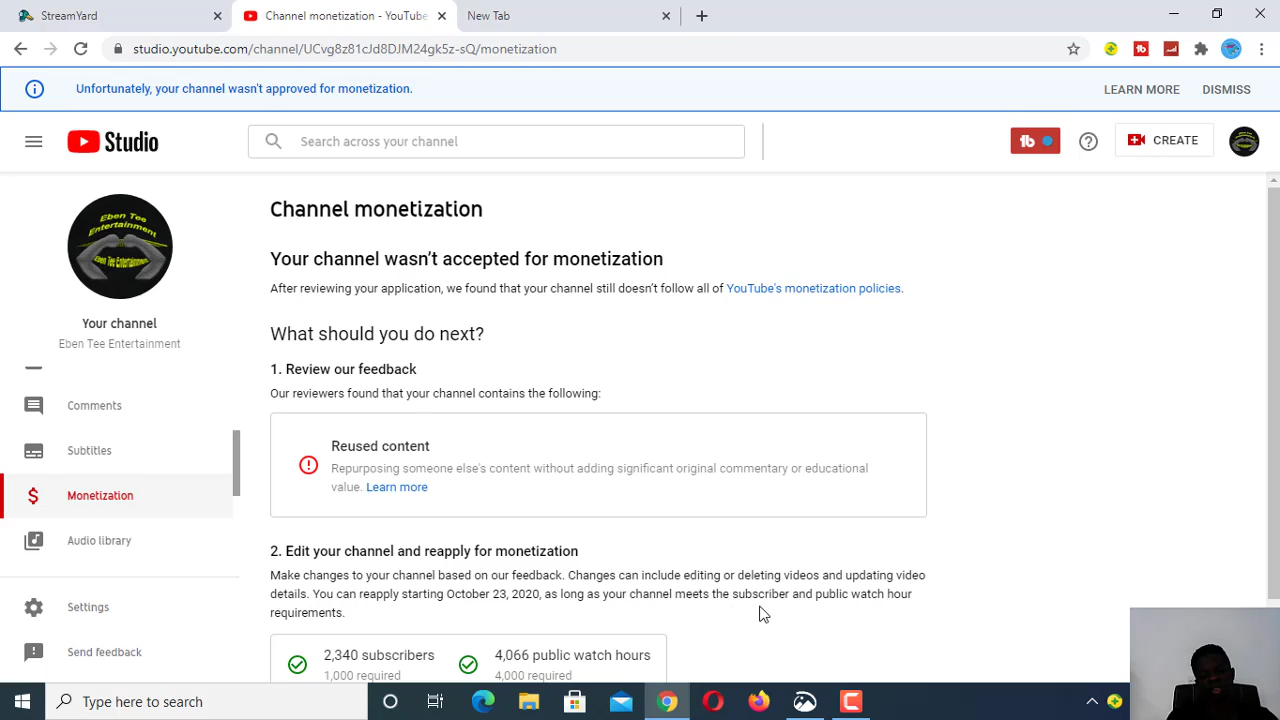 StreamYard
Channel monetization - YouTube
New Tab
studio.youtube.com/channel/UCvg8z81cJd8DJM24gk5z-sQ/monetization
Unfortunately, your channel wasn't approved for monetization.
LEARN MORE
DISMISS
Studio
Search across your channel
tb
CREATE
Eben Tee
Entertainment
Eben Tee Entertainment
Your channel
Eben Tee Entertainment
Comments
Subtitles
Monetization
Audio library
Settings
Send feedback
Channel monetization
Your channel wasn't accepted for monetization
After reviewing your application, we found that your channel still doesn't follow all of YouTube's monetization policies.
What should you do next?
1. Review our feedback
Our reviewers found that your channel contains the following:
Reused content
Repurposing someone else's content without adding significant original commentary or educational
value. Learn more
2. Edit your channel and reapply for monetization
Make changes to your channel based on our feedback. Changes can include editing or deleting videos and updating video
details. You can reapply starting October 23, 2020, as long as your channel meets the subscriber and public watch hour
requirements.
2,340 subscribers
1,000 required
4,066 public watch hours
4,000 required
Type here to search